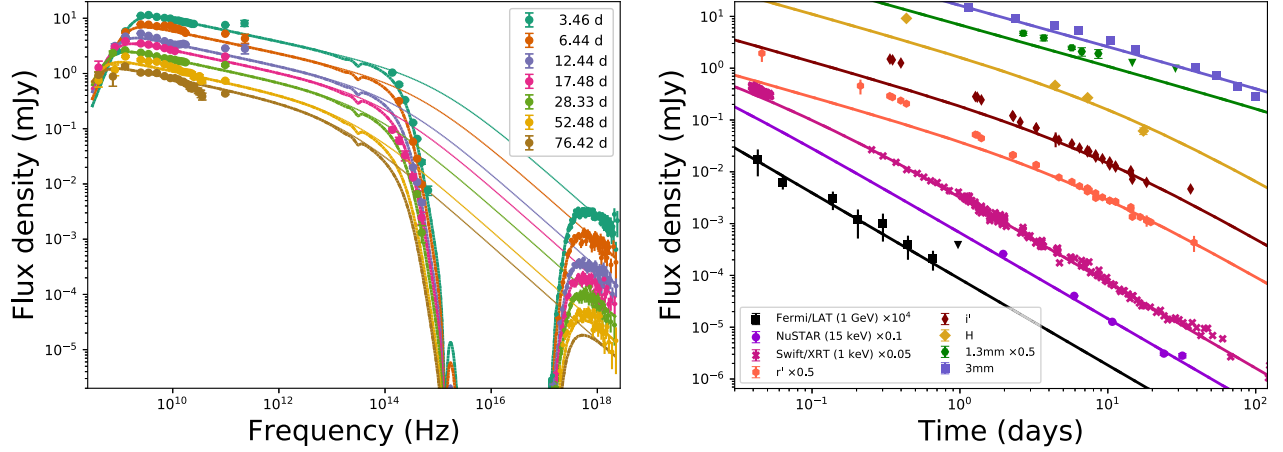 Flux density (mJy)
10¹
10⁰
10⁻¹
10⁻²
10⁻³
10⁻⁴
10⁻⁵
10¹⁰
10¹²
10¹⁴
10¹⁶
10¹⁸
Frequency (Hz)
3.46 d
6.44 d
12.44 d
17.48 d
28.33 d
52.48 d
76.42 d
Flux density (mJy)
10¹
10⁰
10⁻¹
10⁻²
10⁻³
10⁻⁴
10⁻⁵
10⁻⁶
10⁻¹
10⁰
10¹
10²
Time (days)
Fermi/LAT (1 GeV) ×10⁴
NuSTAR (15 keV) ×0.1
Swift/XRT (1 keV) ×0.05
r' ×0.5
i'
H
1.3mm ×0.5
3mm